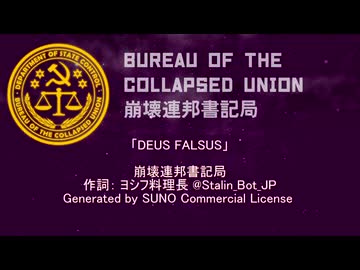 DEPARTMENT OF STATE CONTROL
BUREAU OF THE COLLAPSED UNION
BUREAU OF THE
COLLAPSED UNION
崩壊連邦書記局
「DEUS FALSUS」
崩壊連邦書記局
作詞： ヨシフ料理長 @Stalin_Bot_JP
Generated by SUNO Commercial License